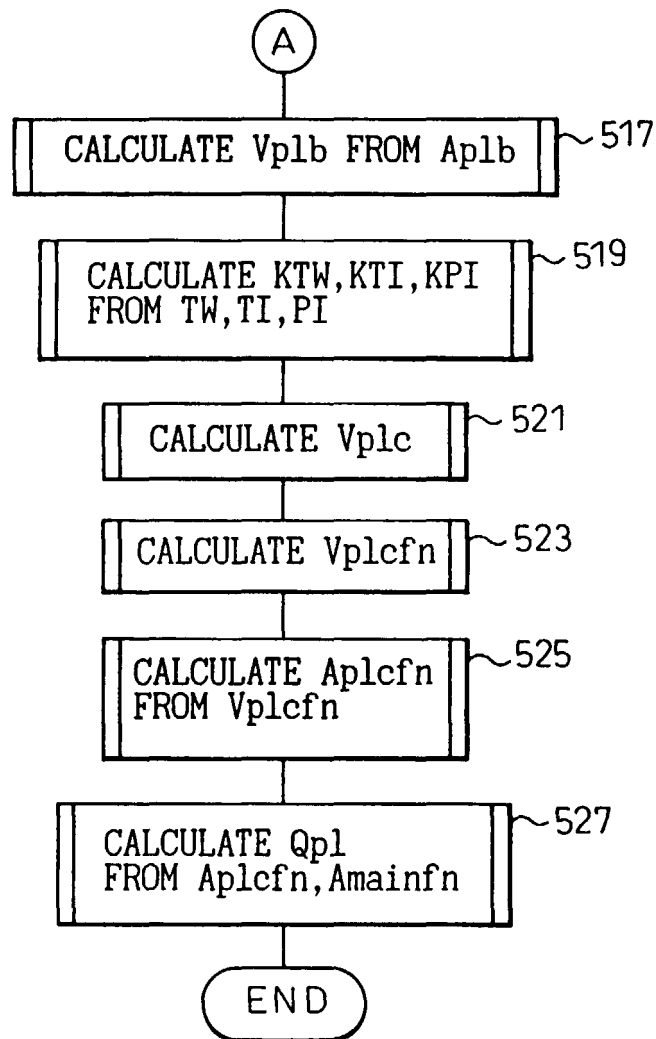 A
CALCULATE Vplb FROM Aplb
517
CALCULATE KTW,KTI,KPI
FROM TW,TI,PI
519
CALCULATE Vplc
521
CALCULATE Vplcfn
523
CALCULATE Aplcfn
FROM Vplcfn
525
CALCULATE Qpl
FROM Aplcfn,Amainfn
527
END